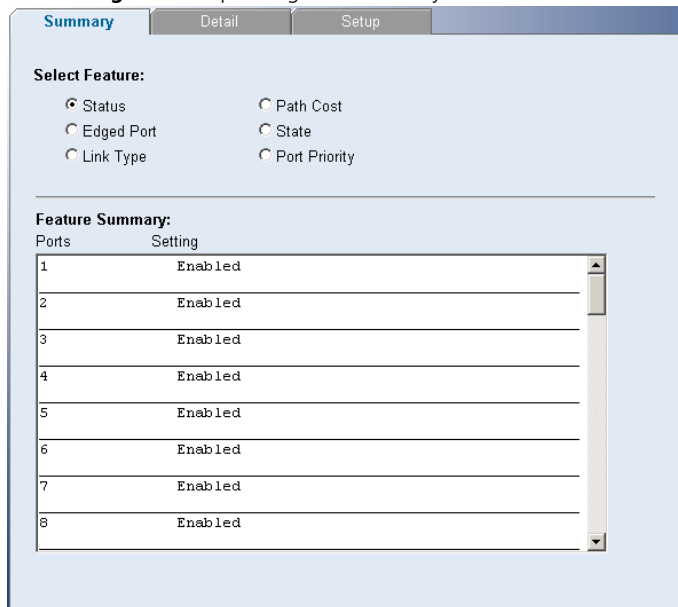 Summary Detail Setup
Select Feature:
Status Path Cost
Edged Port State
Link Type Port Priority
Feature Summary:
Ports Setting
1 Enabled
2 Enabled
3 Enabled
4 Enabled
5 Enabled
6 Enabled
7 Enabled
8 Enabled